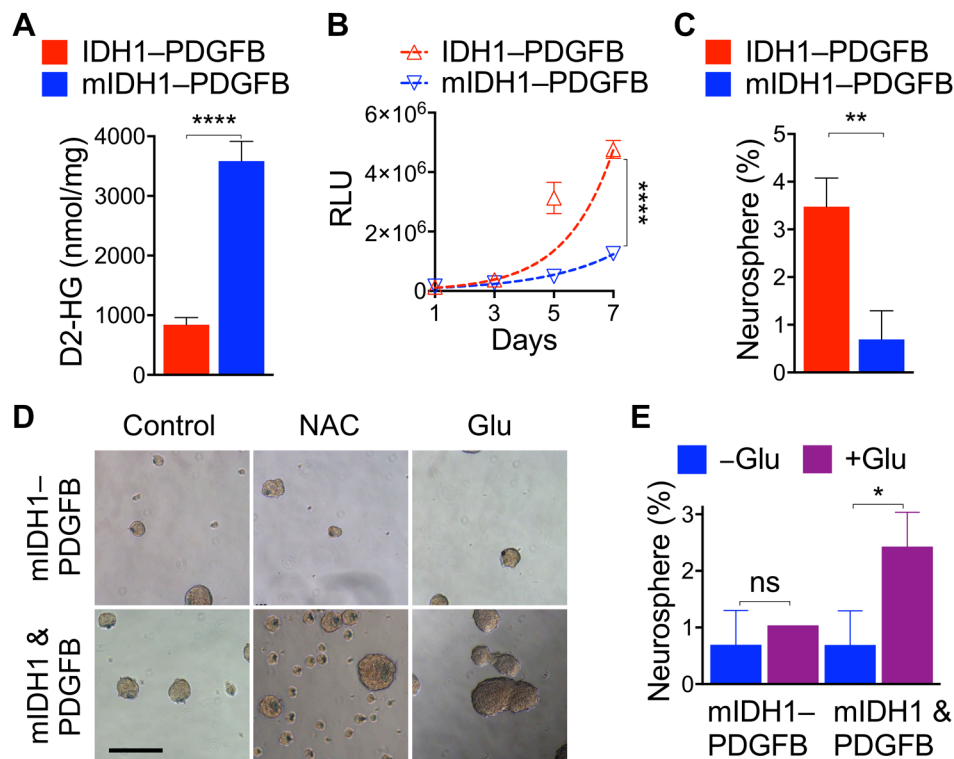 A
IDH1–PDGFB
mIDH1–PDGFB
****
D2-HG (nmol/mg)
4000
3000
2000
1000
0
B
IDH1–PDGFB
mIDH1–PDGFB
RLU
6×10⁶
4×10⁶
2×10⁶
0
****
1 3 5 7
Days
C
IDH1–PDGFB
mIDH1–PDGFB
**
Neurosphere (%)
5
4
3
2
1
0
D
Control NAC Glu
mIDH1–
PDGFB
mIDH1 &
PDGFB
E
–Glu +Glu
Neurosphere (%)
3
2
1
0
ns
*
mIDH1– mIDH1 &
PDGFB PDGFB